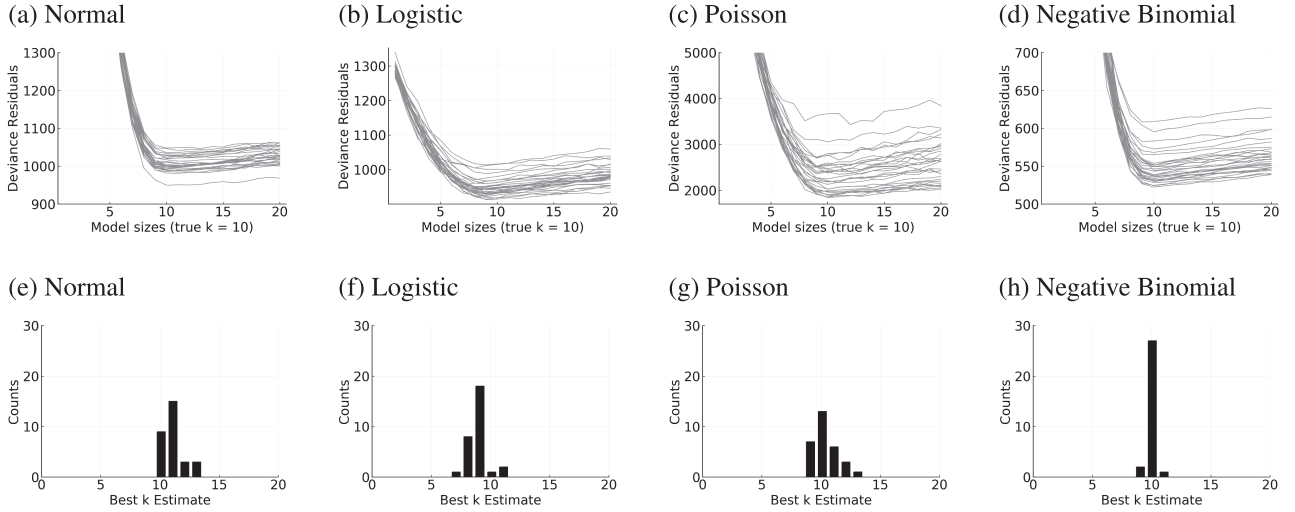 (a) Normal
(b) Logistic
(c) Poisson
(d) Negative Binomial
Deviance Residuals
1300
1200
1100
1000
900
5
10
15
20
Model sizes (true k = 10)
Deviance Residuals
1300
1200
1100
1000
5
10
15
20
Model sizes (true k = 10)
Deviance Residuals
5000
4000
3000
2000
5
10
15
20
Model sizes (true k = 10)
Deviance Residuals
700
650
600
550
500
5
10
15
20
Model sizes (true k = 10)
(e) Normal
(f) Logistic
(g) Poisson
(h) Negative Binomial
Counts
30
20
10
0
0
5
10
15
20
Best k Estimate
Counts
30
20
10
0
0
5
10
15
20
Best k Estimate
Counts
30
20
10
0
0
5
10
15
20
Best k Estimate
Counts
30
20
10
0
0
5
10
15
20
Best k Estimate